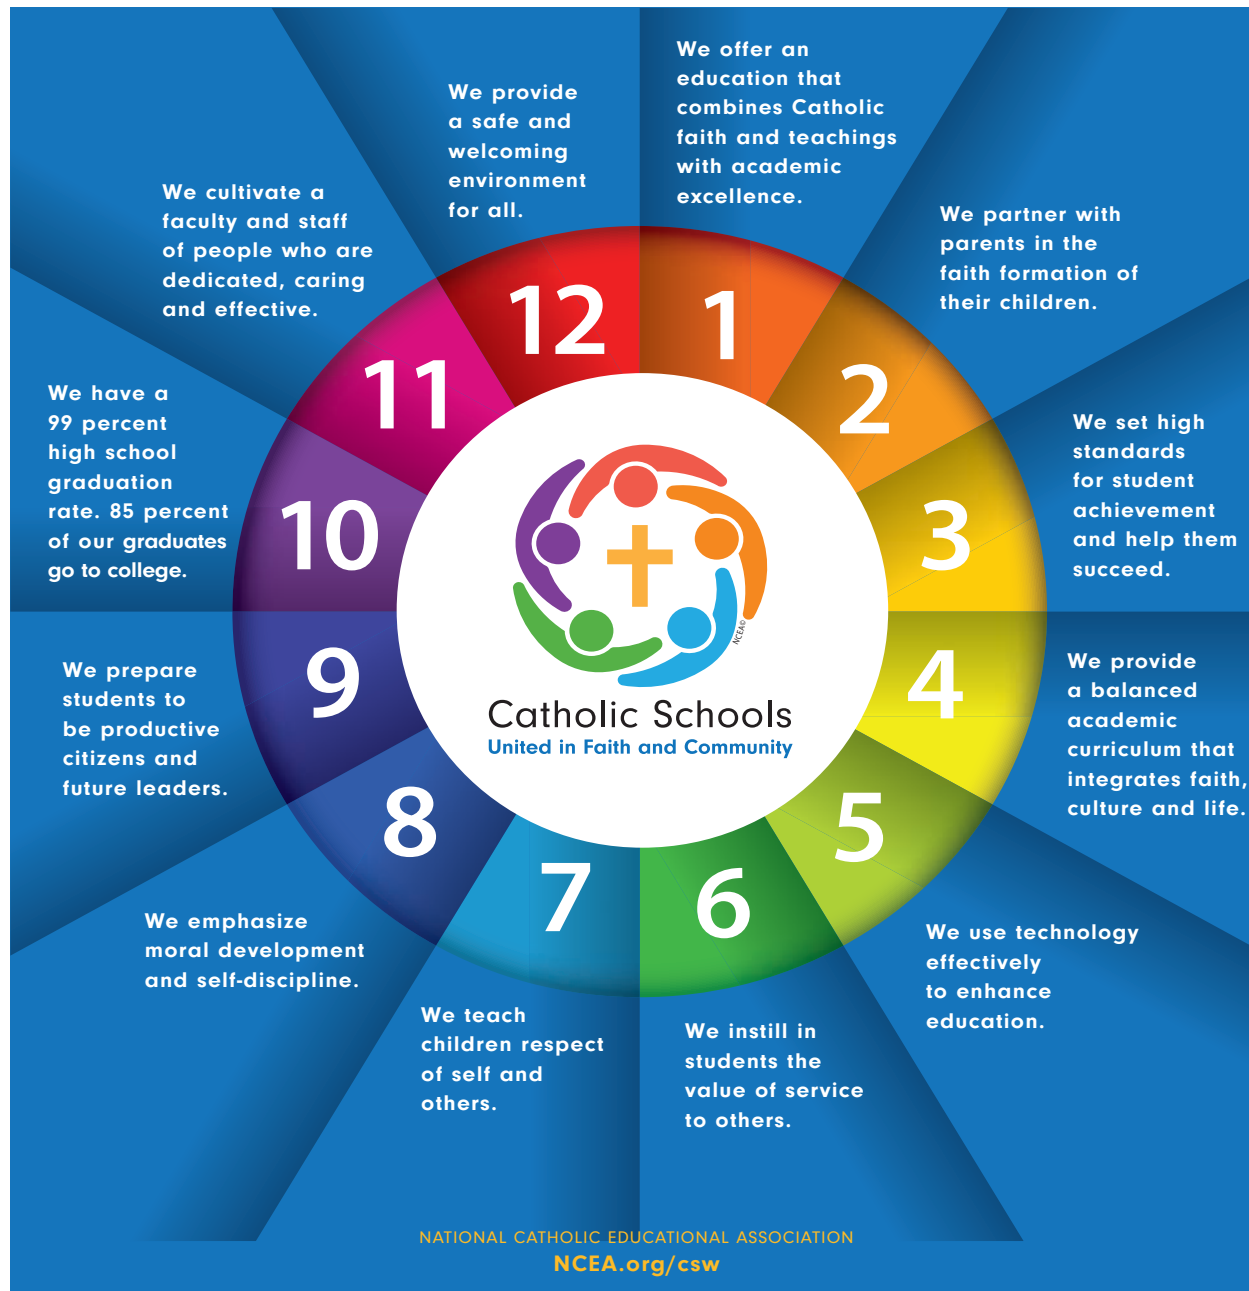 1
We offer an
education that
combines Catholic
faith and teachings
with academic
excellence.
2
We partner with
parents in the
faith formation of
their children.
3
We set high
standards
for student
achievement
and help them
succeed.
4
We provide
a balanced
academic
curriculum that
integrates faith,
culture and life.
5
We use technology
effectively
to enhance
education.
6
We instill in
students the
value of service
to others.
7
We teach
children respect
of self and
others.
8
We emphasize
moral development
and self-discipline.
9
We prepare
students to
be productive
citizens and
future leaders.
10
We have a
99 percent
high school
graduation
rate. 85 percent
of our graduates
go to college.
11
We cultivate a
faculty and staff
of people who are
dedicated, caring
and effective.
12
We provide
a safe and
welcoming
environment
for all.
NCEA©
Catholic Schools
United in Faith and Community
NATIONAL CATHOLIC EDUCATIONAL ASSOCIATION
NCEA.org/csw